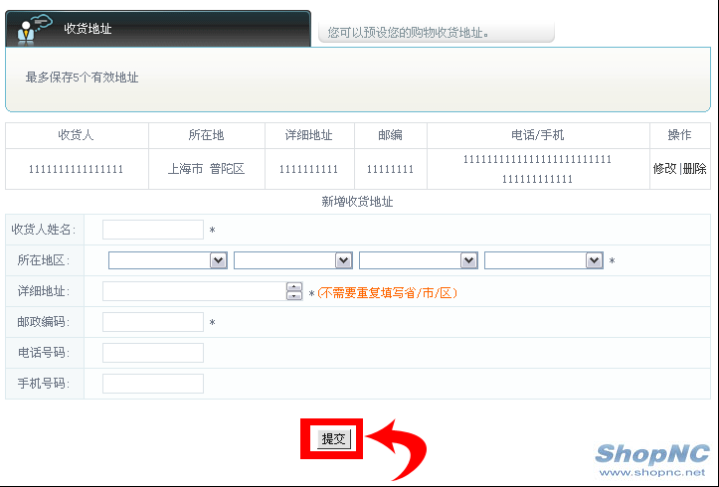 收货地址
您可以预设您的购物收货地址。
最多保存5个有效地址
收货人 所在地 详细地址 邮编 电话/手机 操作
1111111111111111 上海市 普陀区 1111111111 11111111 1111111111111111111111111 修改|删除
111111111111
新增收货地址
收货人姓名: *
所在地区: *
详细地址: *(不需要重复填写省/市/区)
邮政编码: *
电话号码:
手机号码:
提交
ShopNC
www.shopnc.net